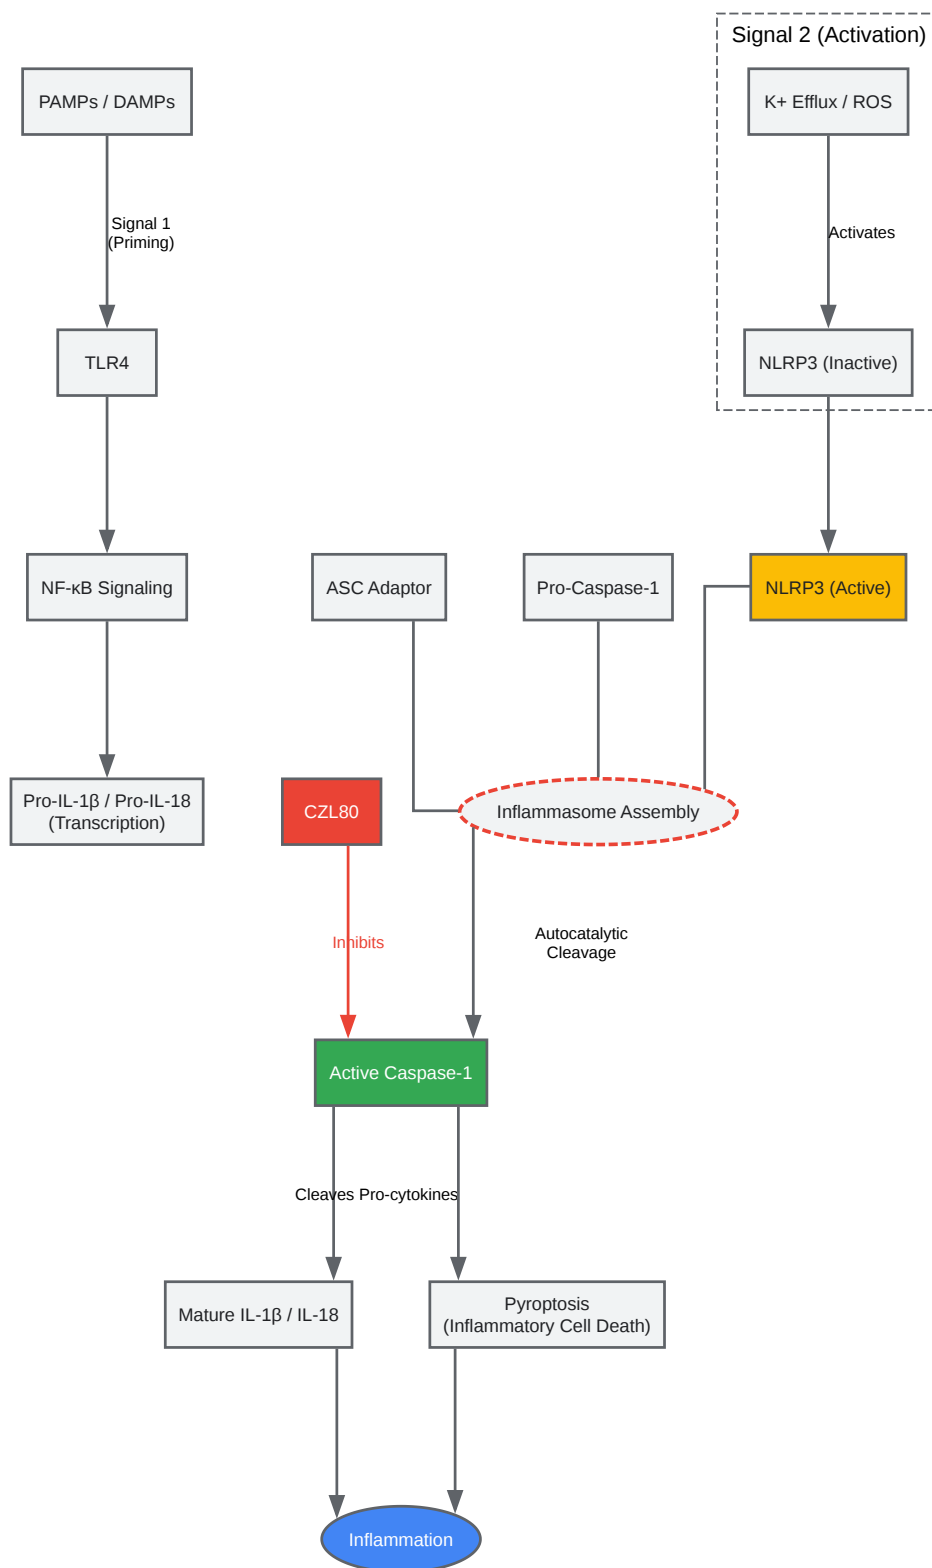 Signal 2 (Activation)
PAMPs / DAMPs
K+ Efflux / ROS
Signal 1
(Priming)
Activates
TLR4
NLRP3 (Inactive)
NF-κB Signaling
ASC Adaptor
Pro-Caspase-1
NLRP3 (Active)
Pro-IL-1β / Pro-IL-18
(Transcription)
CZL80
Inflammasome Assembly
Inhibits
Autocatalytic
Cleavage
Active Caspase-1
Cleaves Pro-cytokines
Mature IL-1β / IL-18
Pyroptosis
(Inflammatory Cell Death)
Inflammation